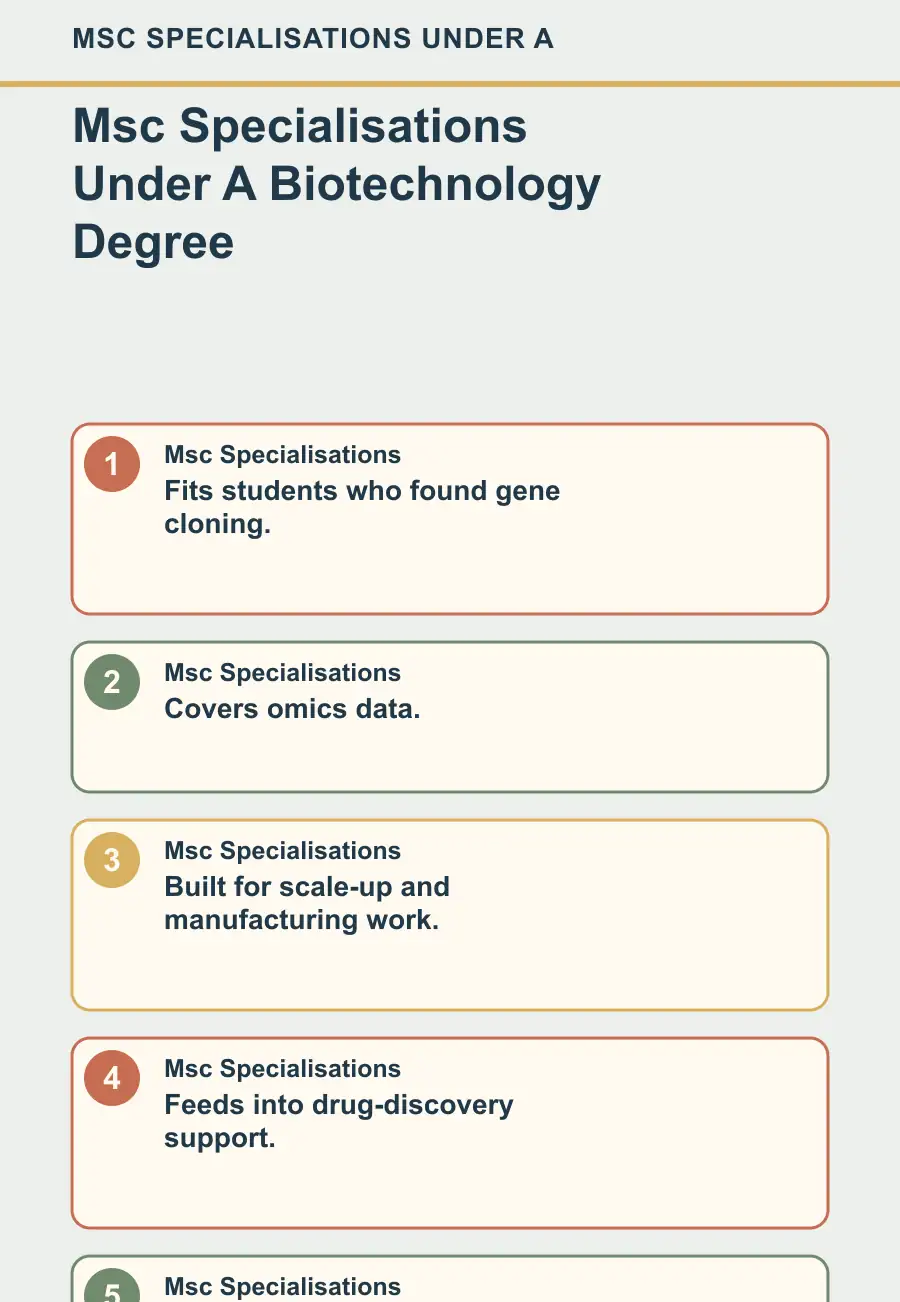 MSC SPECIALISATIONS UNDER A
Msc Specialisations
Under A Biotechnology
Degree
1
Msc Specialisations
Fits students who found gene
cloning.
2
Msc Specialisations
Covers omics data.
3
Msc Specialisations
Built for scale-up and
manufacturing work.
4
Msc Specialisations
Feeds into drug-discovery
support.
5
Msc Specialisations